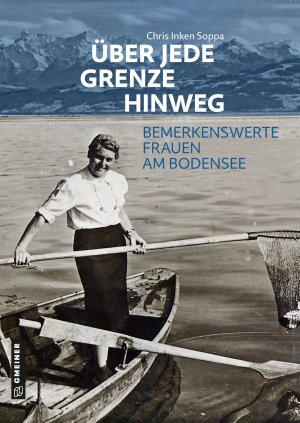 Chris Inken Soppa
ÜBER JEDE
GRENZE
HINWEG
BEMERKENSWERTE
FRAUEN
AM BODENSEE
GMEINER